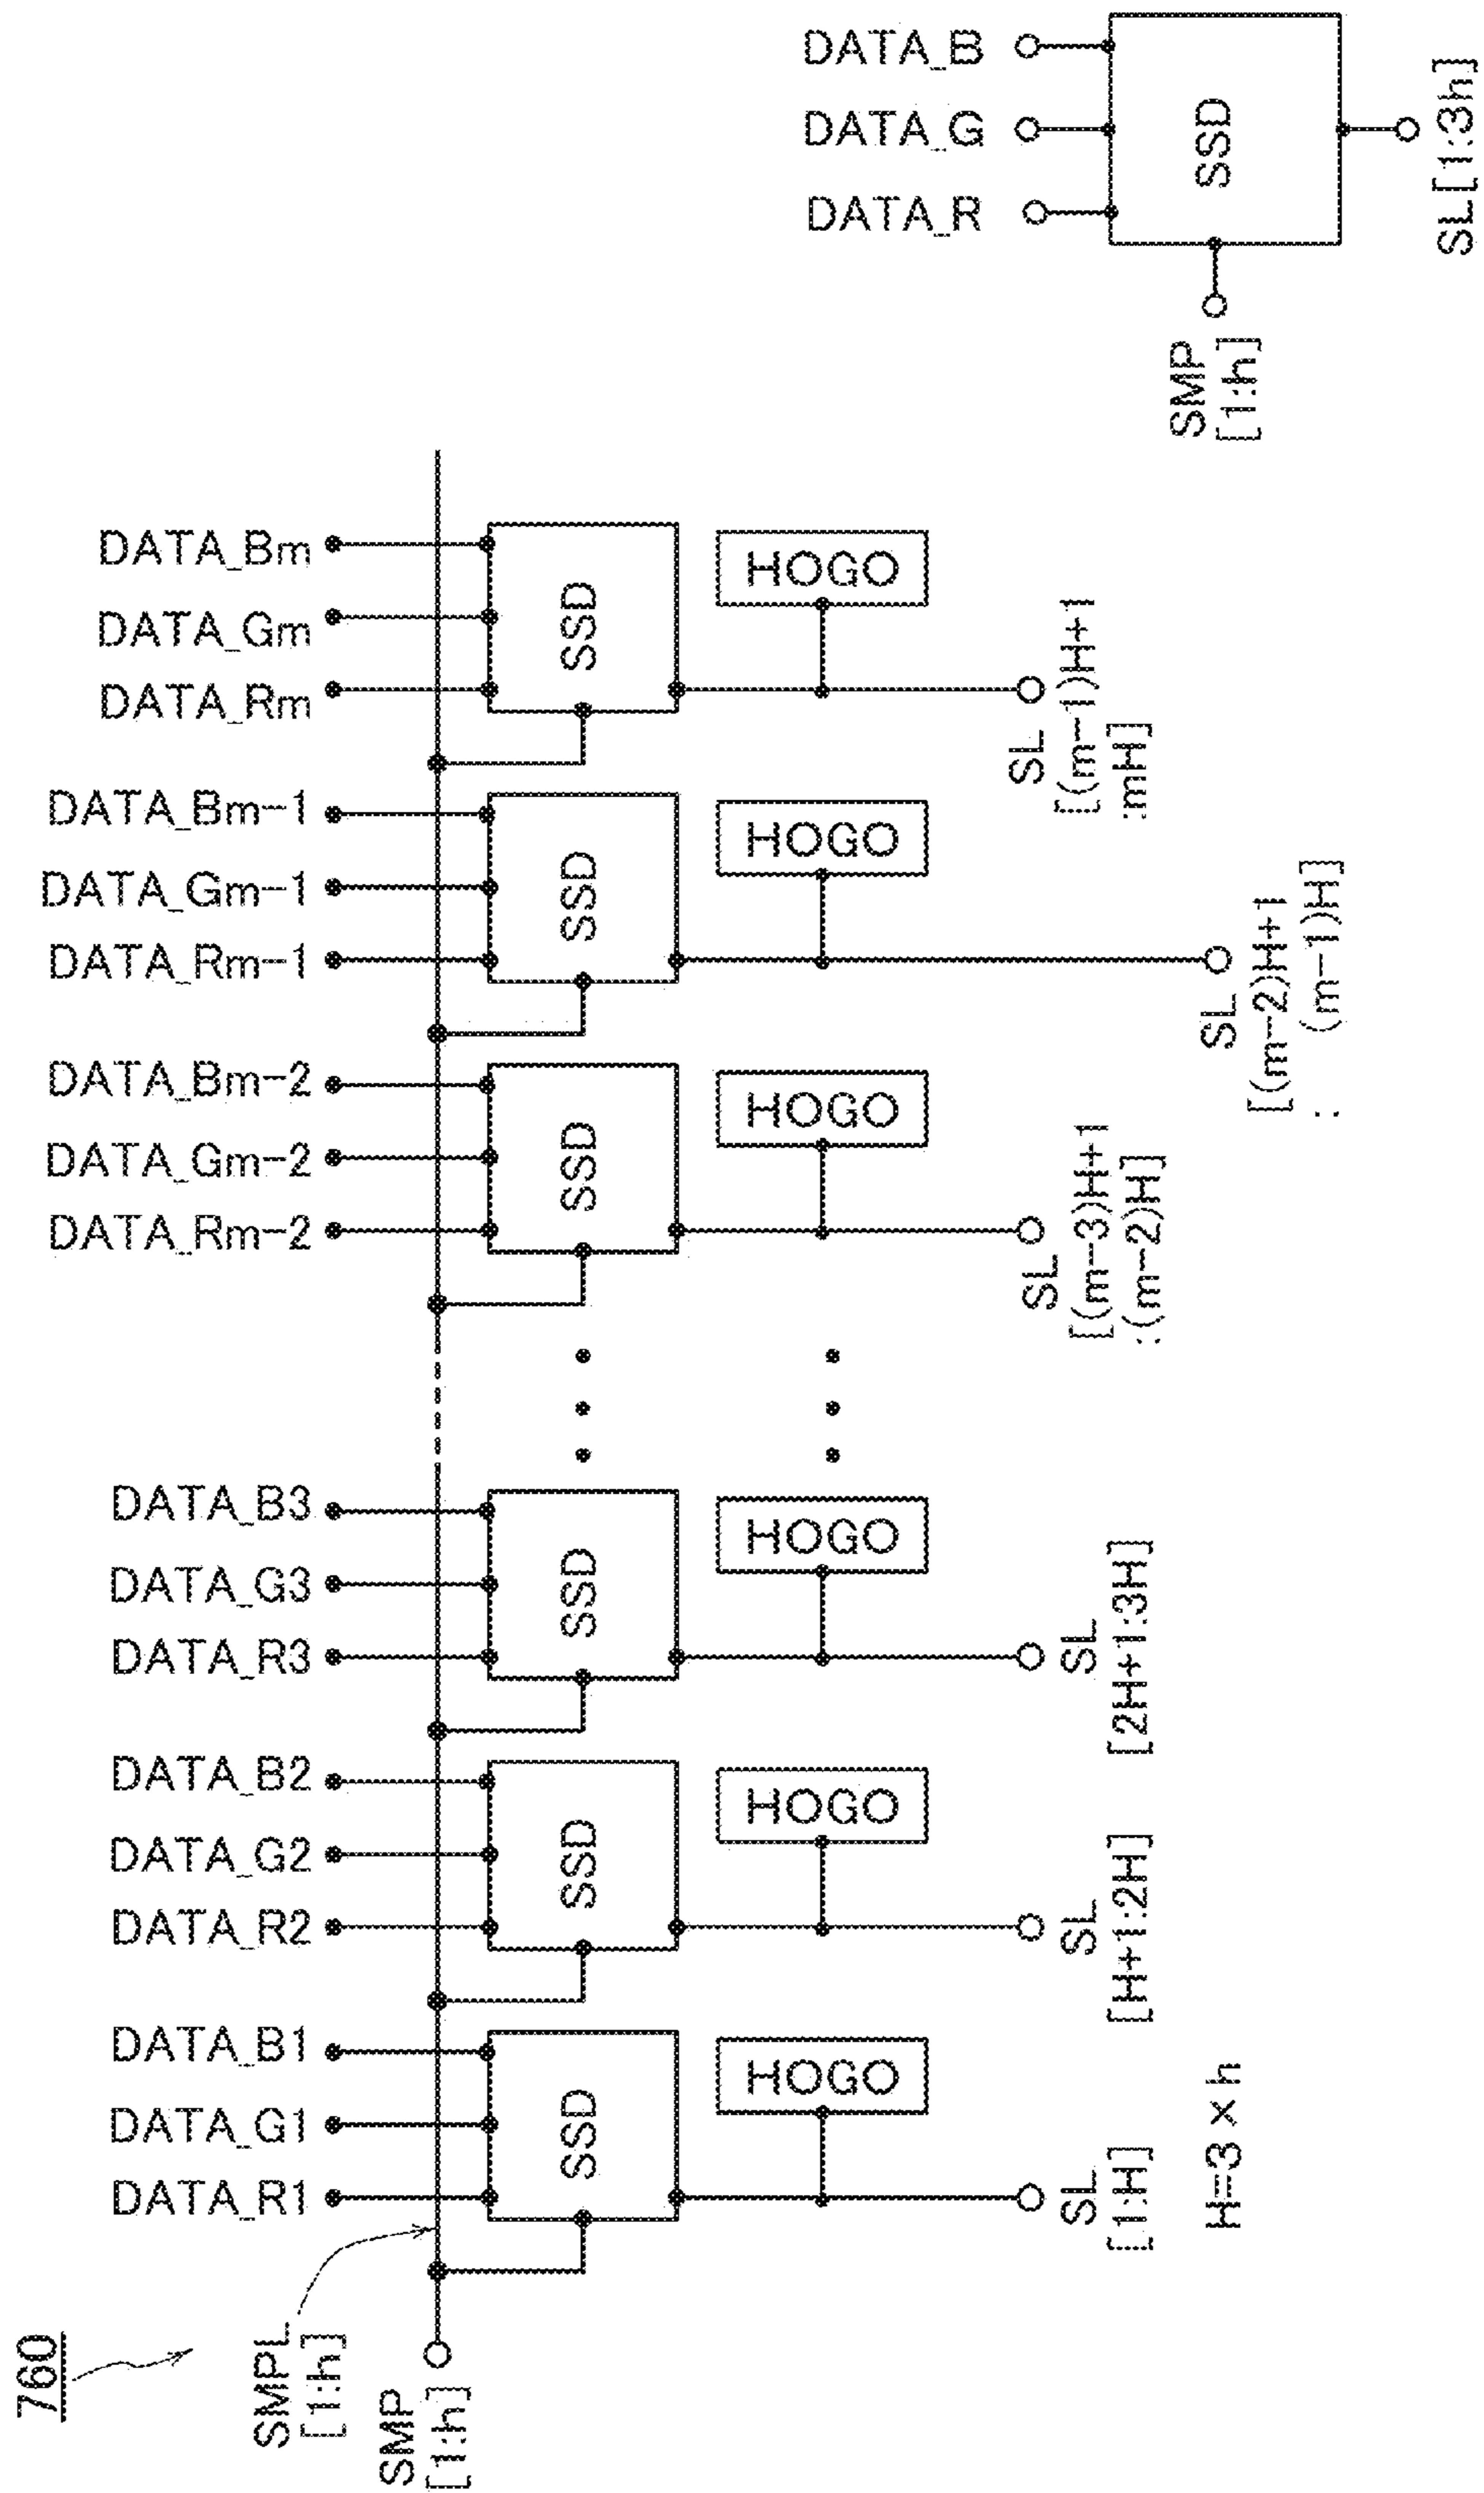 760
SMPL
[1:h]
SMP
[1:h]
DATA_R1
DATA_G1
DATA_B1
DATA_R2
DATA_G2
DATA_B2
DATA_R3
DATA_G3
DATA_B3
DATA_Rm-2
DATA_Gm-2
DATA_Bm-2
DATA_Rm-1
DATA_Gm-1
DATA_Bm-1
DATA_Rm
DATA_Gm
DATA_Bm
SSD
SSD
SSD
SSD
SSD
SSD
HOGO
HOGO
HOGO
HOGO
HOGO
HOGO
SL
[1:H]
SL
[H+1:2H]
SL
[2H+1:3H]
SL
[(m-3)H+1
:(m-2)H]
SL
[(m-2)H+1
: (m-1)H]
SL
[(m-1)H+1
:mH]
H=3×h
DATA_R
DATA_G
DATA_B
SMP
[1:h]
SSD
SL[1:3h]